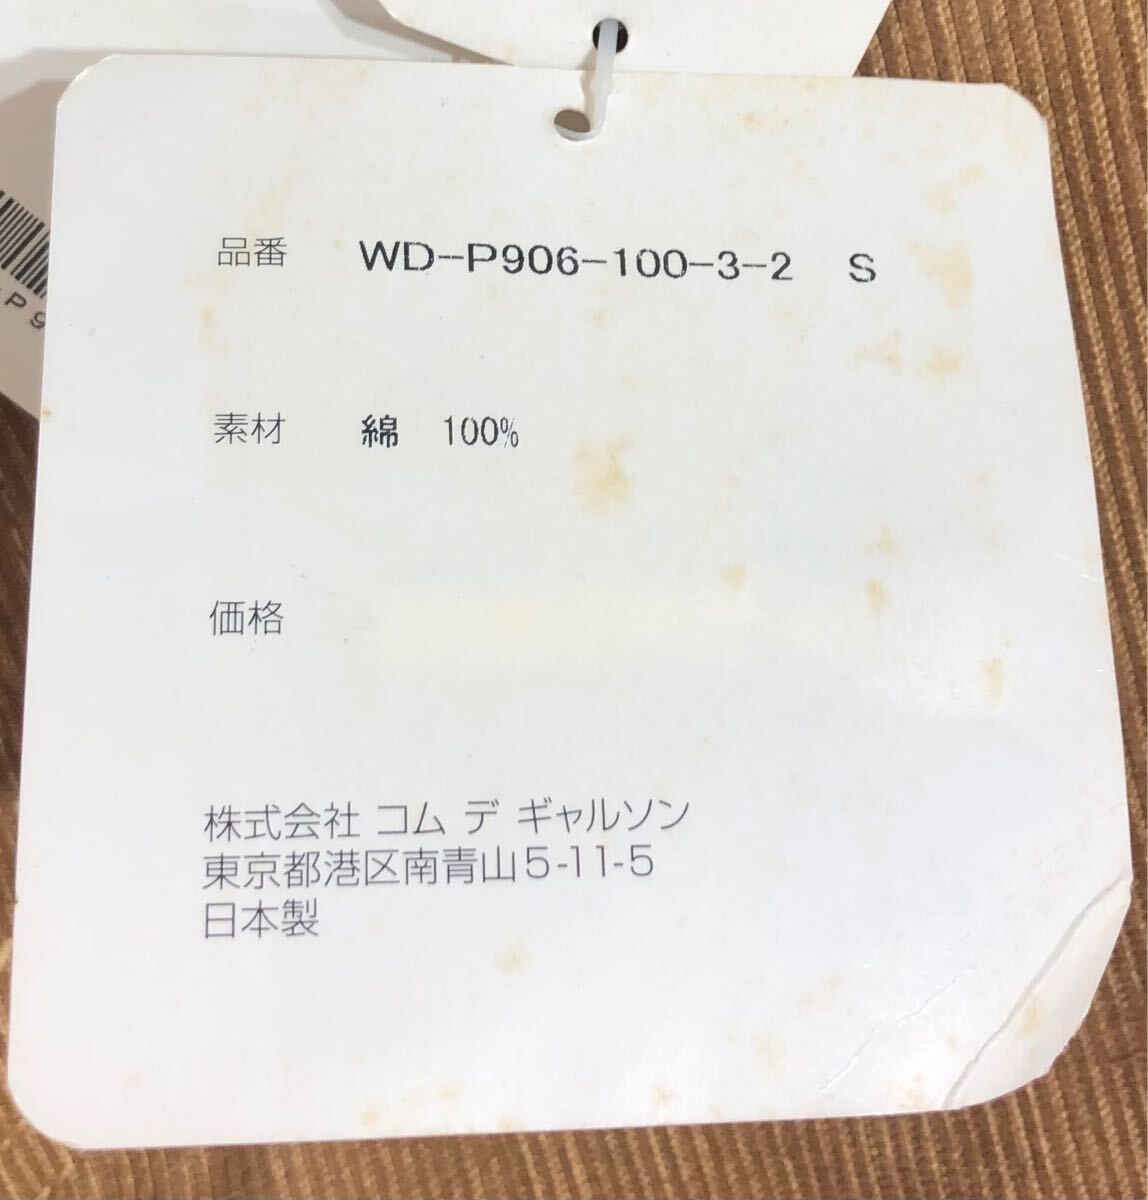 品番 WD-P906-100-3-2 S
素材 綿 100%
価格
株式会社 コム デ ギャルソン
東京都港区南青山5-11-5
日本製
P9